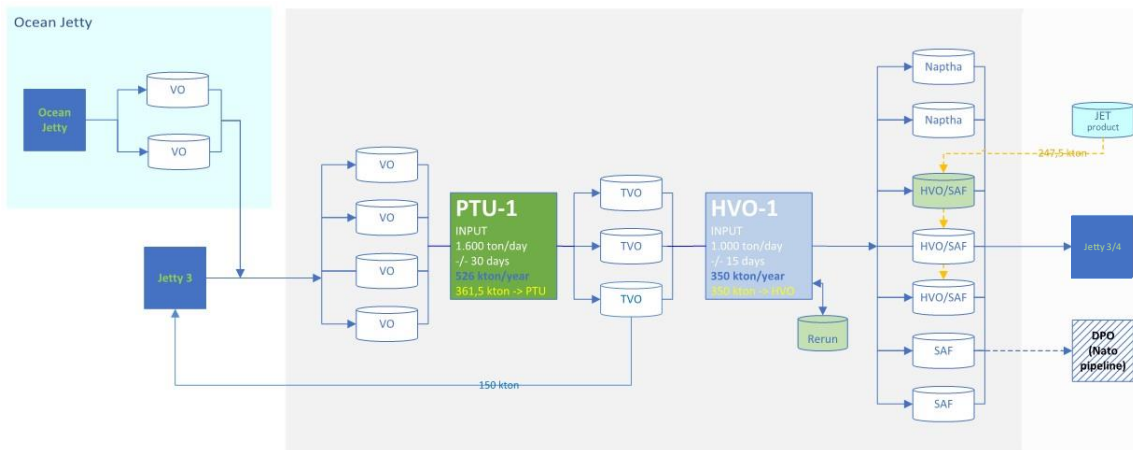 Ocean Jetty
Ocean
Jetty
VO
VO
Jetty 3
VO
VO
VO
VO
PTU-1
INPUT
1.600 ton/day
-/- 30 days
526 kton/year
361,5 kton -> PTU
TVO
TVO
TVO
150 kton
HVO-1
INPUT
1.000 ton/day
-/- 15 days
350 kton/year
350 kton -> HVO
Rerun
Naptha
Naptha
HVO/SAF
HVO/SAF
HVO/SAF
SAF
SAF
JET
product
247,5 kton
Jetty 3/4
DPO
(Nato
pipeline)